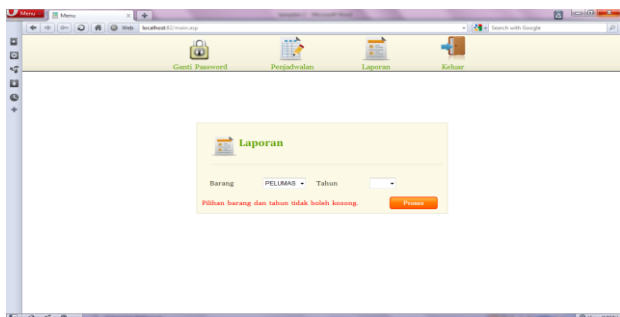 Menu
Menu
Web
localhost:82/main.asp
Search with Google
Ganti Password
Penjadwalan
Laporan
Keluar
Laporan
Barang PELUMAS Tahun
Pilihan barang dan tahun tidak boleh kosong.
Proses